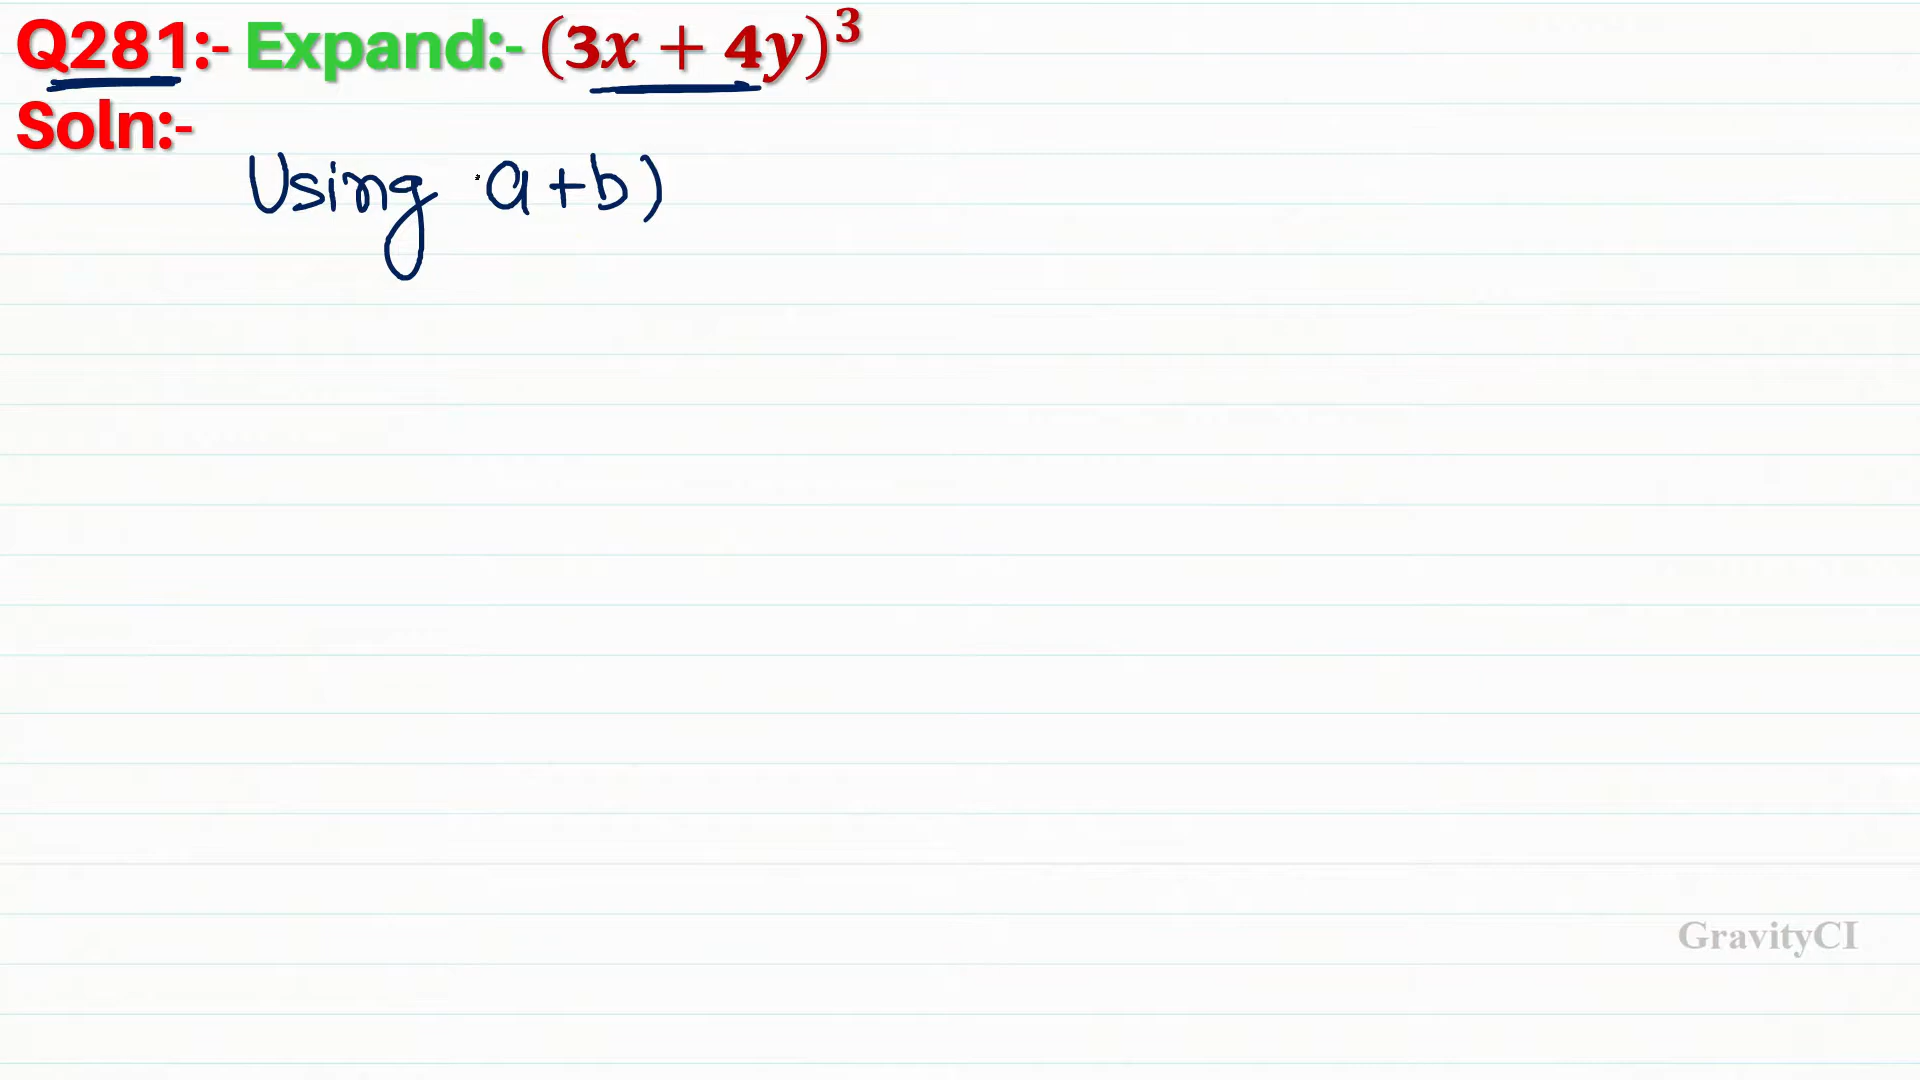 Q281:- Expand:- (3x + 4y)³
Soln:-
Using a+b)
GravityCI